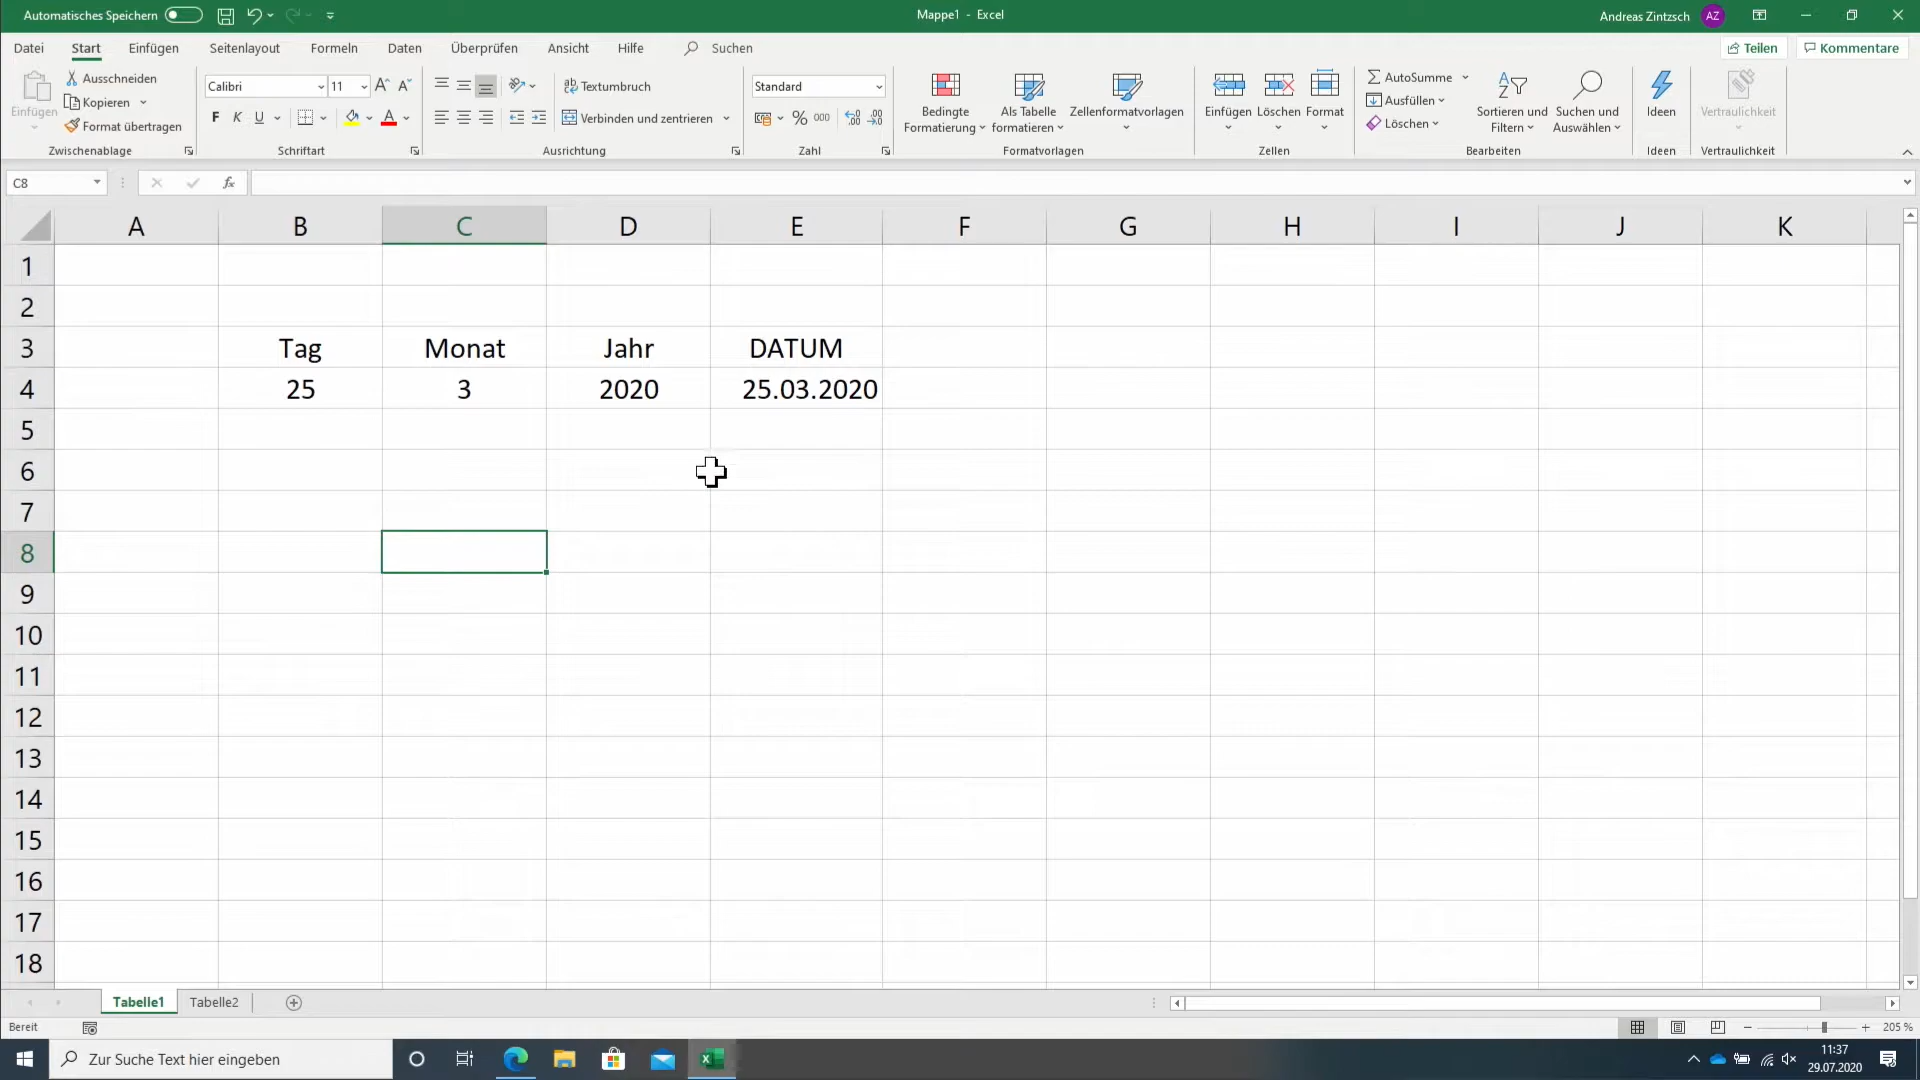 Automatisches Speichern
Mappe1 - Excel
Andreas Zintzsch AZ
Datei Start Einfügen Seitenlayout Formeln Daten Überprüfen Ansicht Hilfe Suchen
Teilen Kommentare
Einfügen
Ausschneiden
Kopieren
Format übertragen
Zwischenablage
Calibri 11
F K U
Schriftart
Textumbruch
Verbinden und zentrieren
Ausrichtung
Standard
% 000
Zahl
Bedingte Formatierung
Als Tabelle formatieren
Zellenformatvorlagen
Formatvorlagen
Einfügen Löschen Format
Zellen
AutoSumme
Ausfüllen
Löschen
Sortieren und Filtern
Suchen und Auswählen
Bearbeiten
Ideen
Ideen
Vertraulichkeit
Vertraulichkeit
C8 fx
A B C D E F G H I J K
1
2
3 Tag Monat Jahr DATUM
4 25 3 2020 25.03.2020
5
6
7
8
9
10
11
12
13
14
15
16
17
18
Tabelle1 Tabelle2
Bereit
205 %
Zur Suche Text hier eingeben
11:37
29.07.2020